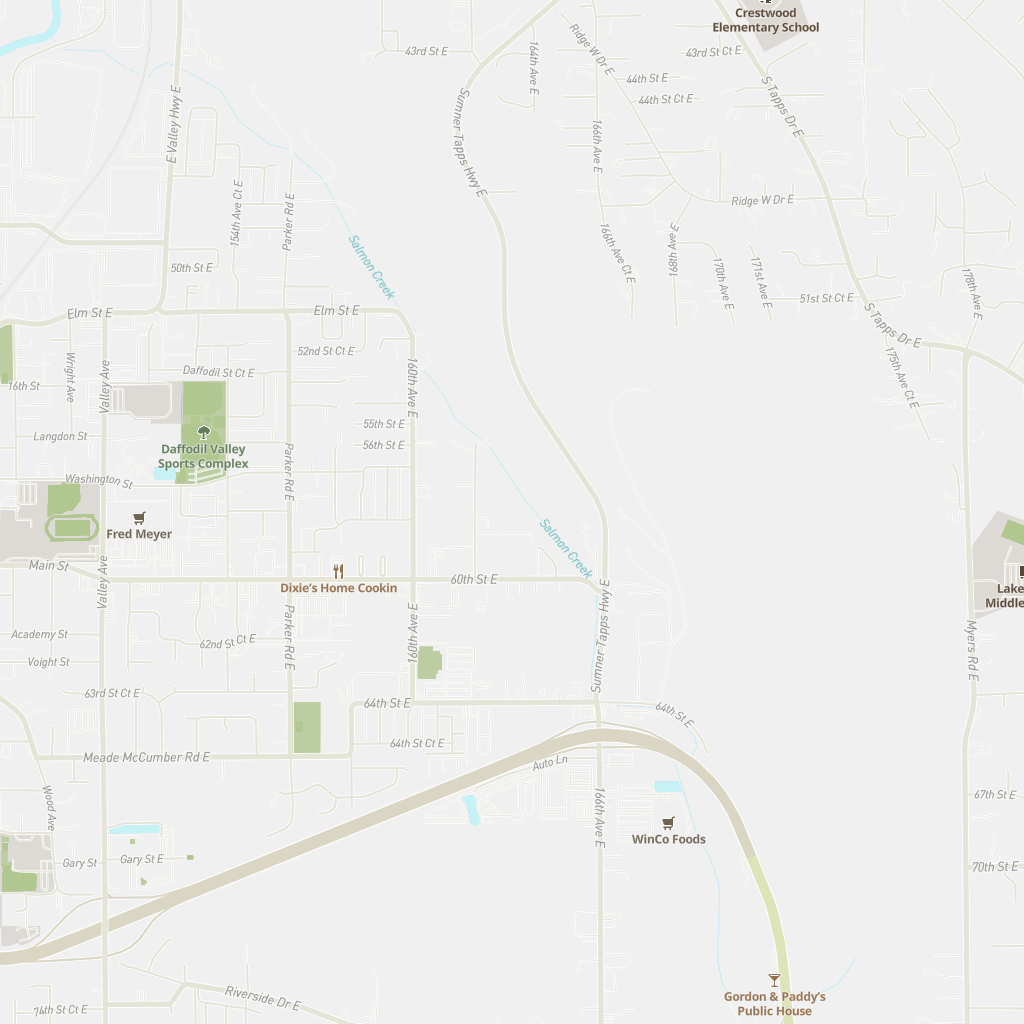 Crestwood
Elementary School
43rd St E
164th Ave E
Ridge W Dr E
43rd St Ct E
44th St E
44th St Ct E
S Tapps Dr E
Sumner Tapps Hwy E
E Valley Hwy E
166th Ave E
154th Ave Ct E
Parker Rd E
Ridge W Dr E
Salmon Creek
166th Ave Ct E
168th Ave E
170th Ave E
171st Ave E
178th Ave E
50th St E
51st St Ct E
Elm St E
Elm St E
S Tapps Dr E
52nd St Ct E
Wright Ave
Valley Ave
Daffodil St Ct E
160th Ave E
175th Ave Ct E
16th St
55th St E
Langdon St
56th St E
Daffodil Valley
Sports Complex
Parker Rd E
Washington St
Fred Meyer
Salmon Creek
Main St
Valley Ave
Dixie's Home Cookin
60th St E
Lake
Middle
Sumner Tapps Hwy E
160th Ave E
Parker Rd E
Academy St
62nd St Ct E
Myers Rd E
Voight St
63rd St Ct E
64th St E
64th St E
64th St Ct E
Meade McCumber Rd E
Auto Ln
Wood Ave
166th Ave E
67th St E
WinCo Foods
Gary St
Gary St E
70th St E
Gordon & Paddy's
Public House
Riverside Dr E
74th St Ct E